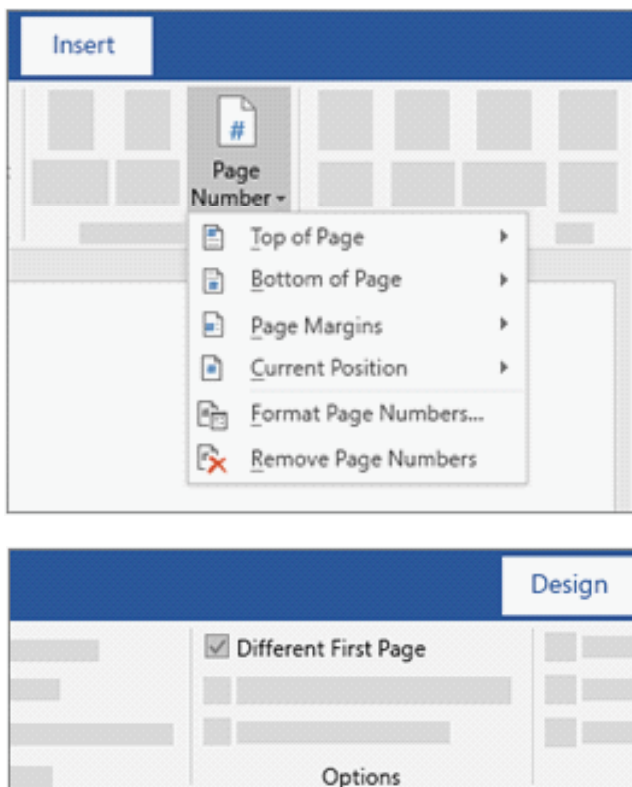 Insert
#
Page
Number
Top of Page
Bottom of Page
Page Margins
Current Position
Format Page Numbers...
Remove Page Numbers
Design
Different First Page
Options